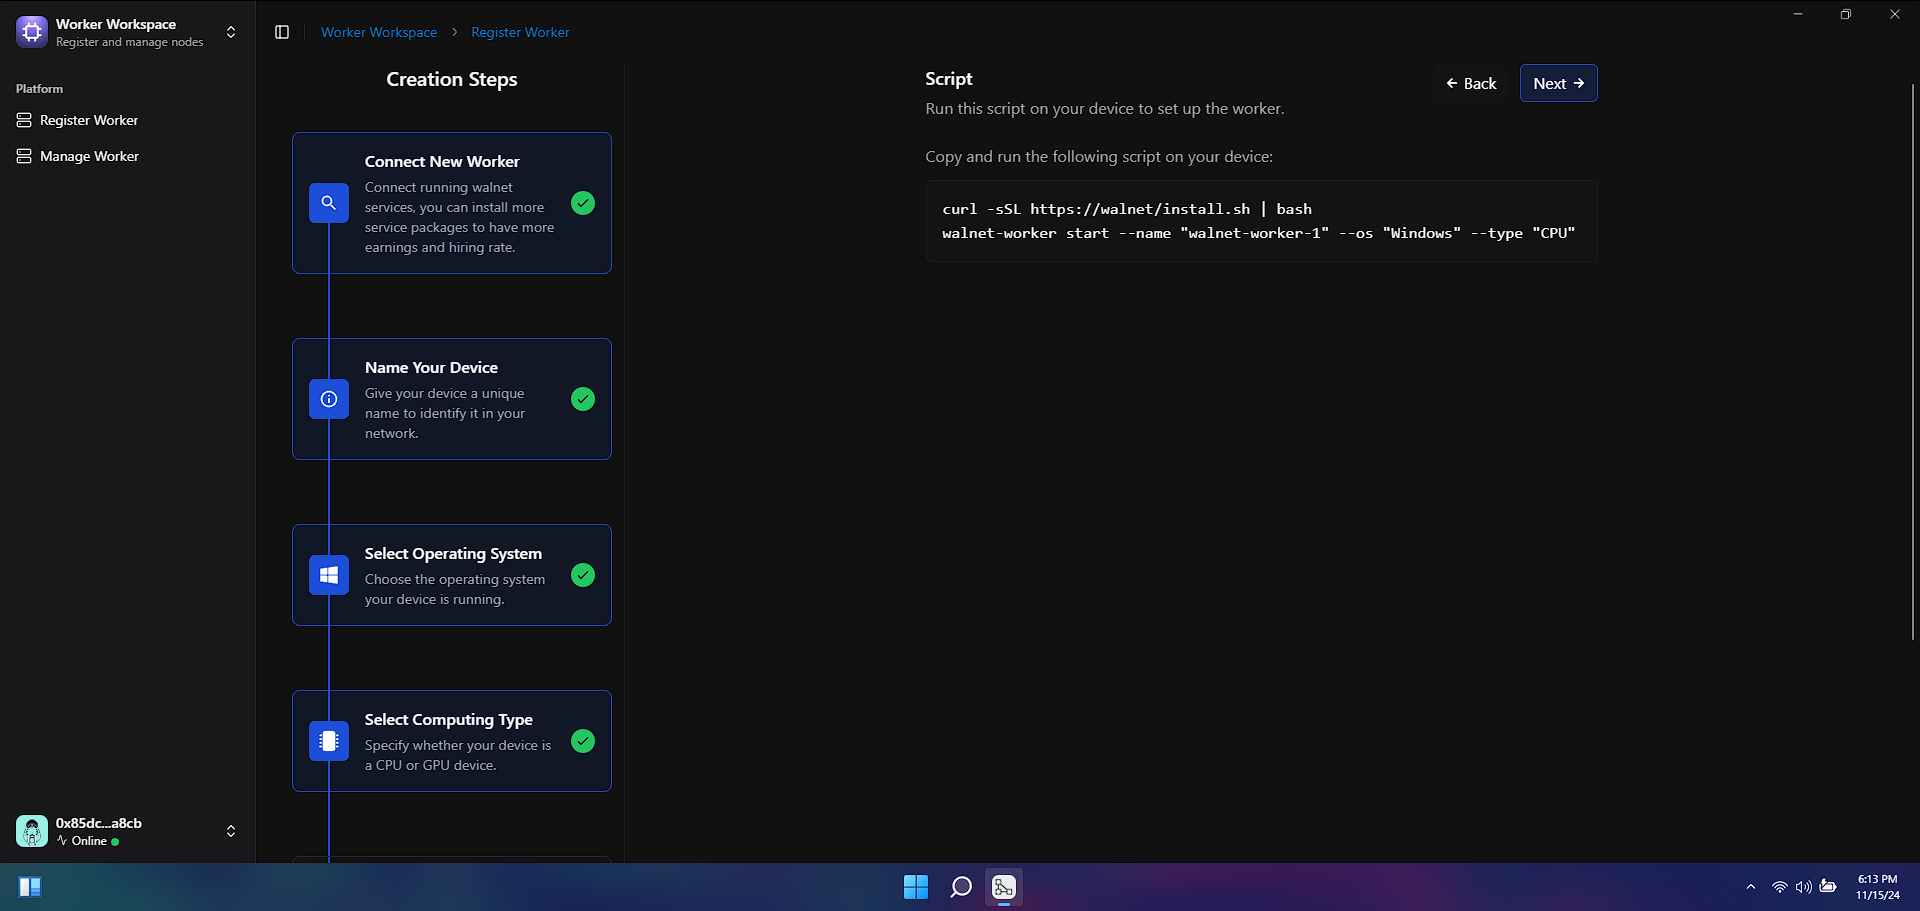 Worker Workspace
Register and manage nodes
Platform
Register Worker
Manage Worker
0x85dc...a8cb
Online
Worker Workspace > Register Worker
Creation Steps
Connect New Worker
Connect running walnet
services, you can install more
service packages to have more
earnings and hiring rate.
Name Your Device
Give your device a unique
name to identify it in your
network.
Select Operating System
Choose the operating system
your device is running.
Select Computing Type
Specify whether your device is
a CPU or GPU device.
Script
Run this script on your device to set up the worker.
← Back
Next →
Copy and run the following script on your device:
curl -sSL https://walnet/install.sh | bash
walnet-worker start --name "walnet-worker-1" --os "Windows" --type "CPU"
6:13 PM
11/15/24